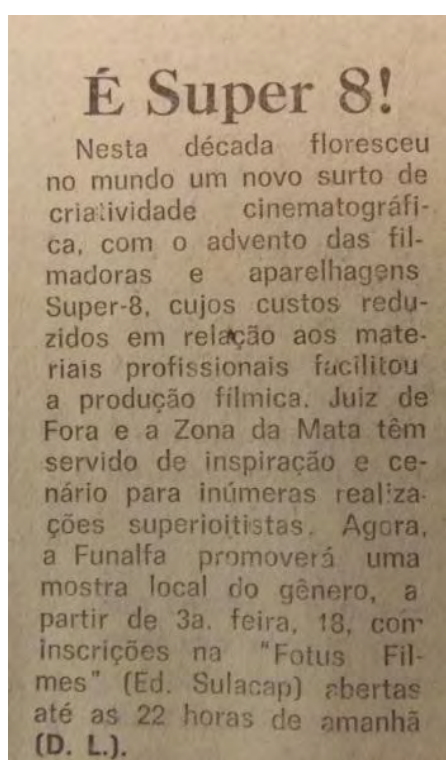 É Super 8!
Nesta década floresceu
no mundo um novo surto de
criatividade cinematográfi-
ca, com o advento das fil-
madoras e aparelhagens
Super-8, cujos custos redu-
zidos em relação aos mate-
riais profissionais facilitou
a produção fílmica. Juiz de
Fora e a Zona da Mata têm
servido de inspiração e ce-
nário para inúmeras realiza-
ções superioitistas. Agora,
a Funalfa promoverá uma
mostra local do gênero, a
partir de 3a. feira, 18, com
inscrições na "Fotus Fil-
mes" (Ed. Sulacap) abertas
até as 22 horas de amanhã
(D. L.).